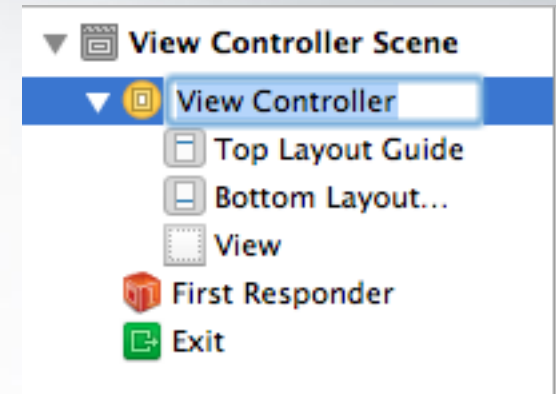 View Controller Scene
View Controller
Top Layout Guide
Bottom Layout...
View
First Responder
Exit